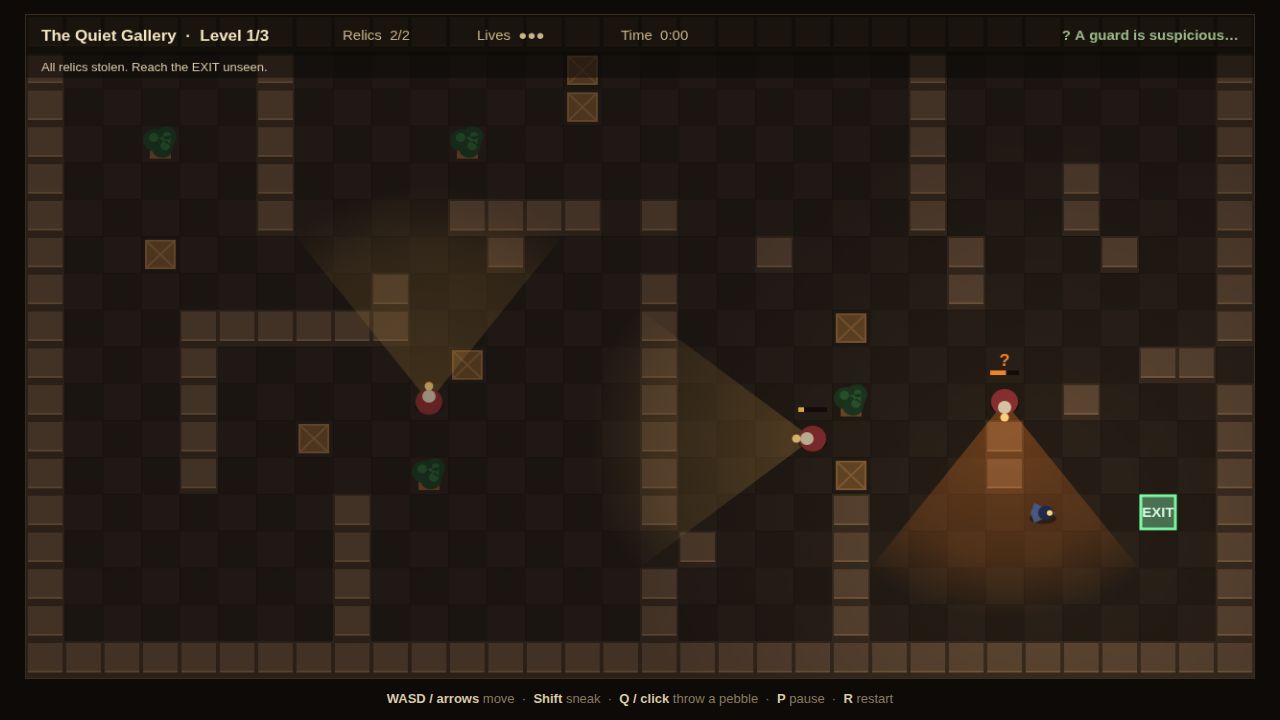 The Quiet Gallery · Level 1/3 Relics 2/2 Lives ●●● Time 0:00 ? A guard is suspicious…
All relics stolen. Reach the EXIT unseen.
?
EXIT
WASD / arrows move · Shift sneak · Q / click throw a pebble · P pause · R restart